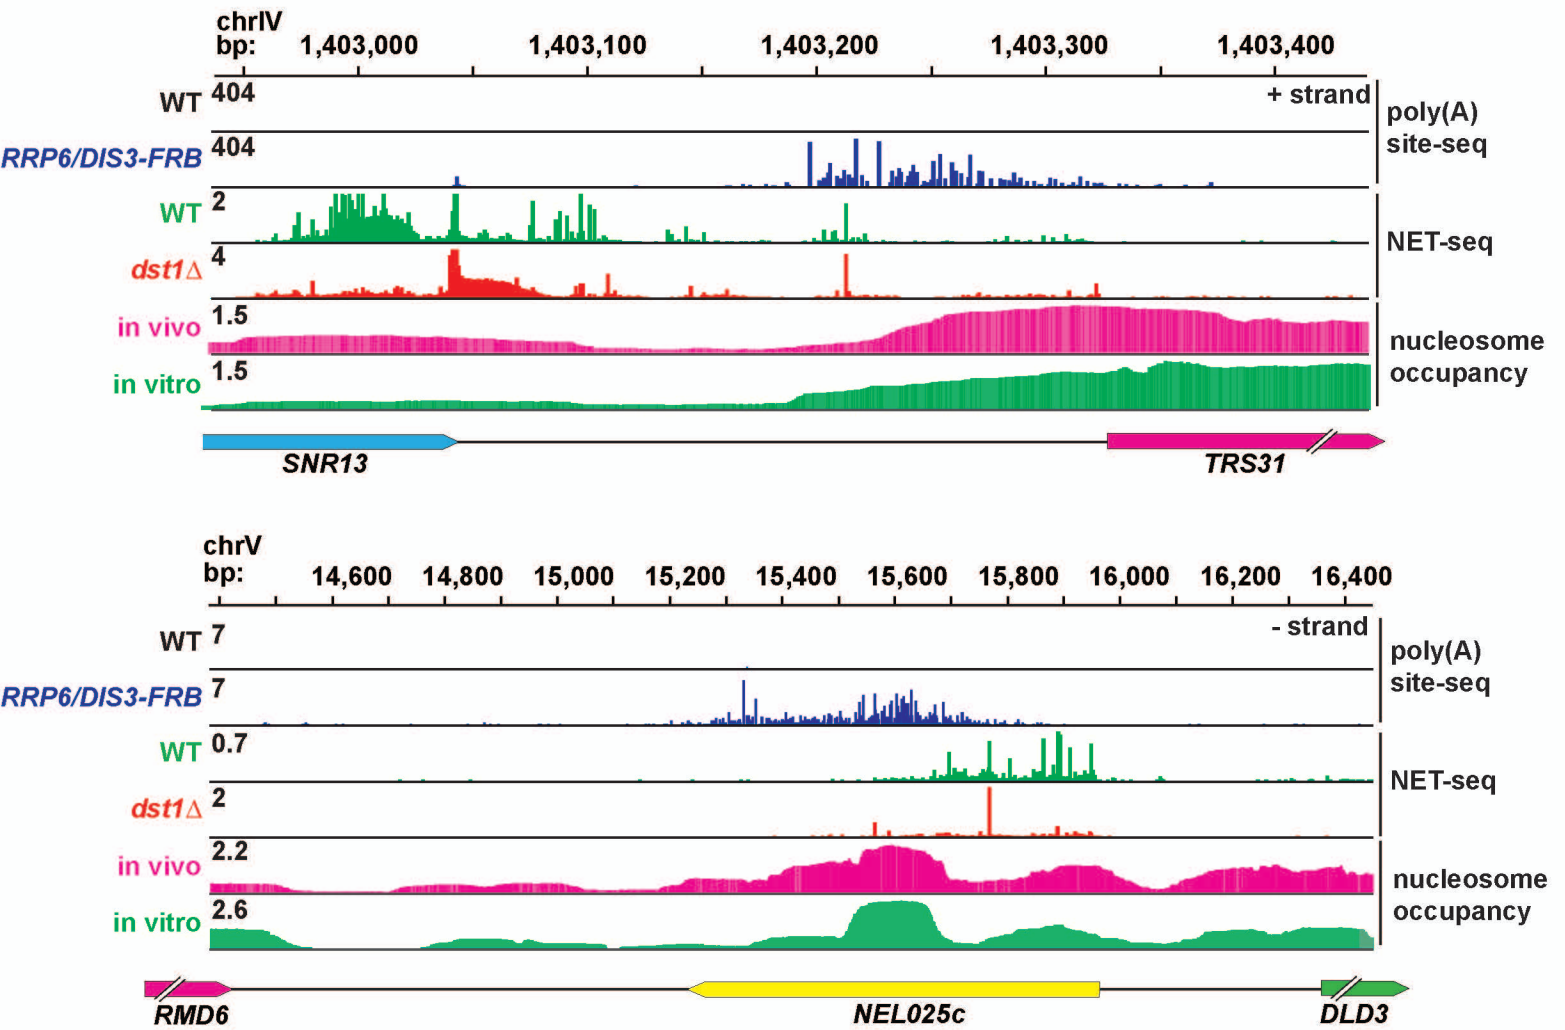 chrIV
bp: 1,403,000 1,403,100 1,403,200 1,403,300 1,403,400
WT 404 + strand
poly(A)
site-seq
RRP6/DIS3-FRB 404
WT 2
NET-seq
dst1Δ 4
in vivo 1.5
nucleosome
occupancy
in vitro 1.5
SNR13 TRS31
chrV
bp: 14,600 14,800 15,000 15,200 15,400 15,600 15,800 16,000 16,200 16,400
WT 7 - strand
poly(A)
site-seq
RRP6/DIS3-FRB 7
WT 0.7
NET-seq
dst1Δ 2
in vivo 2.2
nucleosome
occupancy
in vitro 2.6
RMD6 NEL025c DLD3